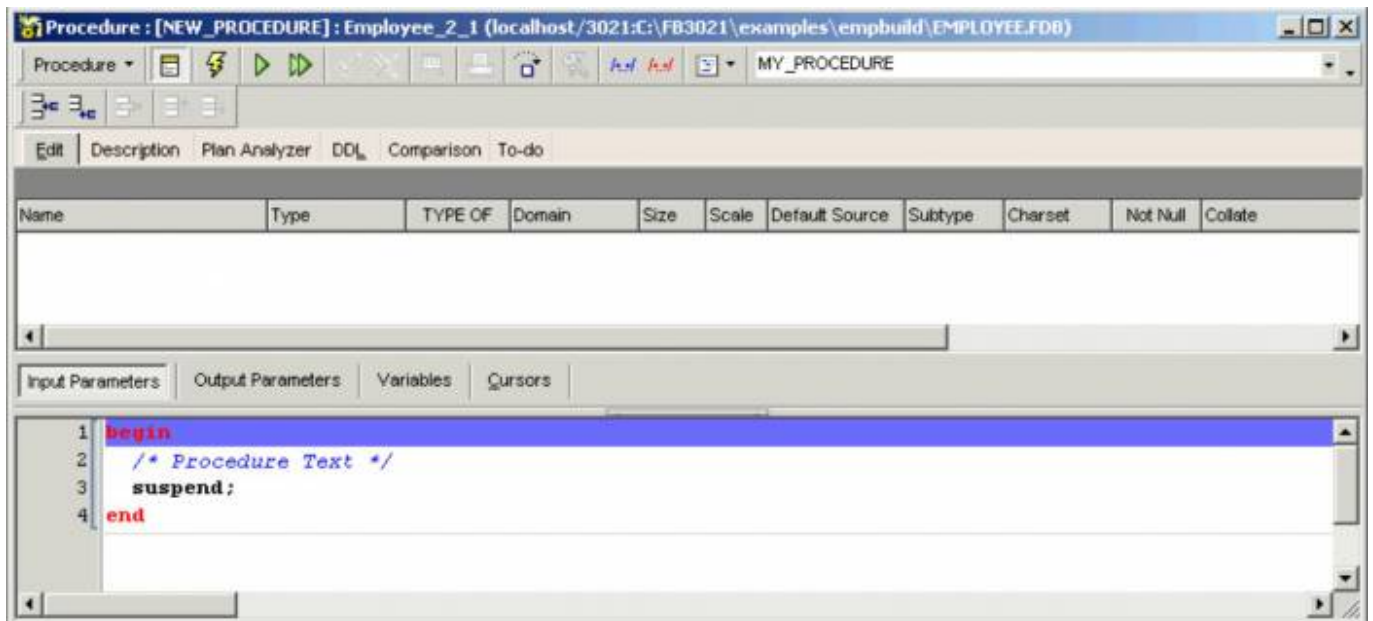 Procedure : [NEW_PROCEDURE] : Employee_2_1 (localhost/3021:C:\FB3021\examples\empbuild\EMPLOYEE.FDB)
Procedure MY_PROCEDURE
Edit Description Plan Analyzer DDL Comparison To-do
Name Type TYPE OF Domain Size Scale Default Source Subtype Charset Not Null Collate
Input Parameters Output Parameters Variables Cursors
1 begin
2 /* Procedure Text */
3 suspend;
4 end